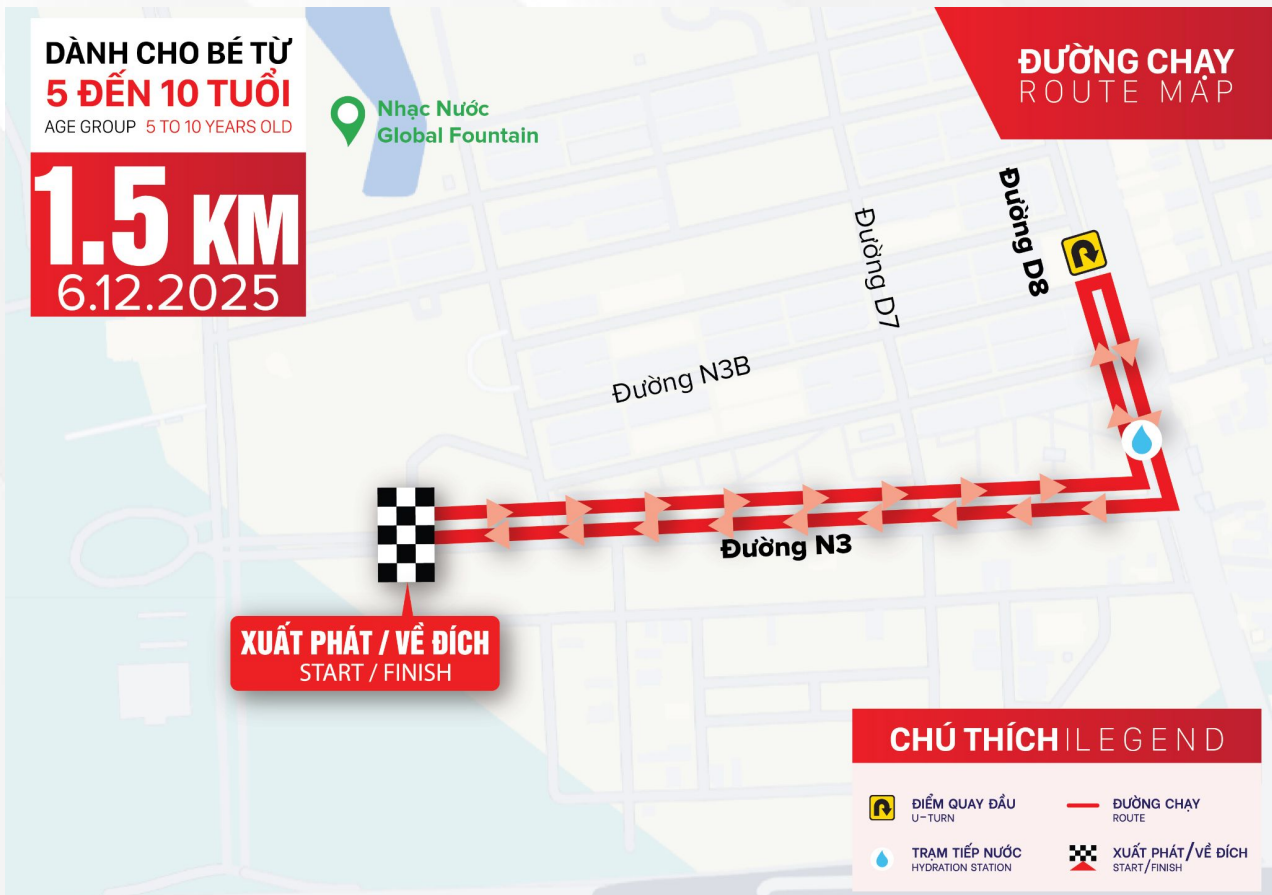 DÀNH CHO BÉ TỪ
5 ĐẾN 10 TUỔI
AGE GROUP 5 TO 10 YEARS OLD
1.5 KM
6.12.2025
Nhạc Nước
Global Fountain
ĐƯỜNG CHẠY
ROUTE MAP
Đường D8
Đường D7
Đường N3B
Đường N3
XUẤT PHÁT / VỀ ĐÍCH
START / FINISH
CHÚ THÍCH | LEGEND
ĐIỂM QUAY ĐẦU
U-TURN
ĐƯỜNG CHẠY
ROUTE
TRẠM TIẾP NƯỚC
HYDRATION STATION
XUẤT PHÁT/VỀ ĐÍCH
START/FINISH